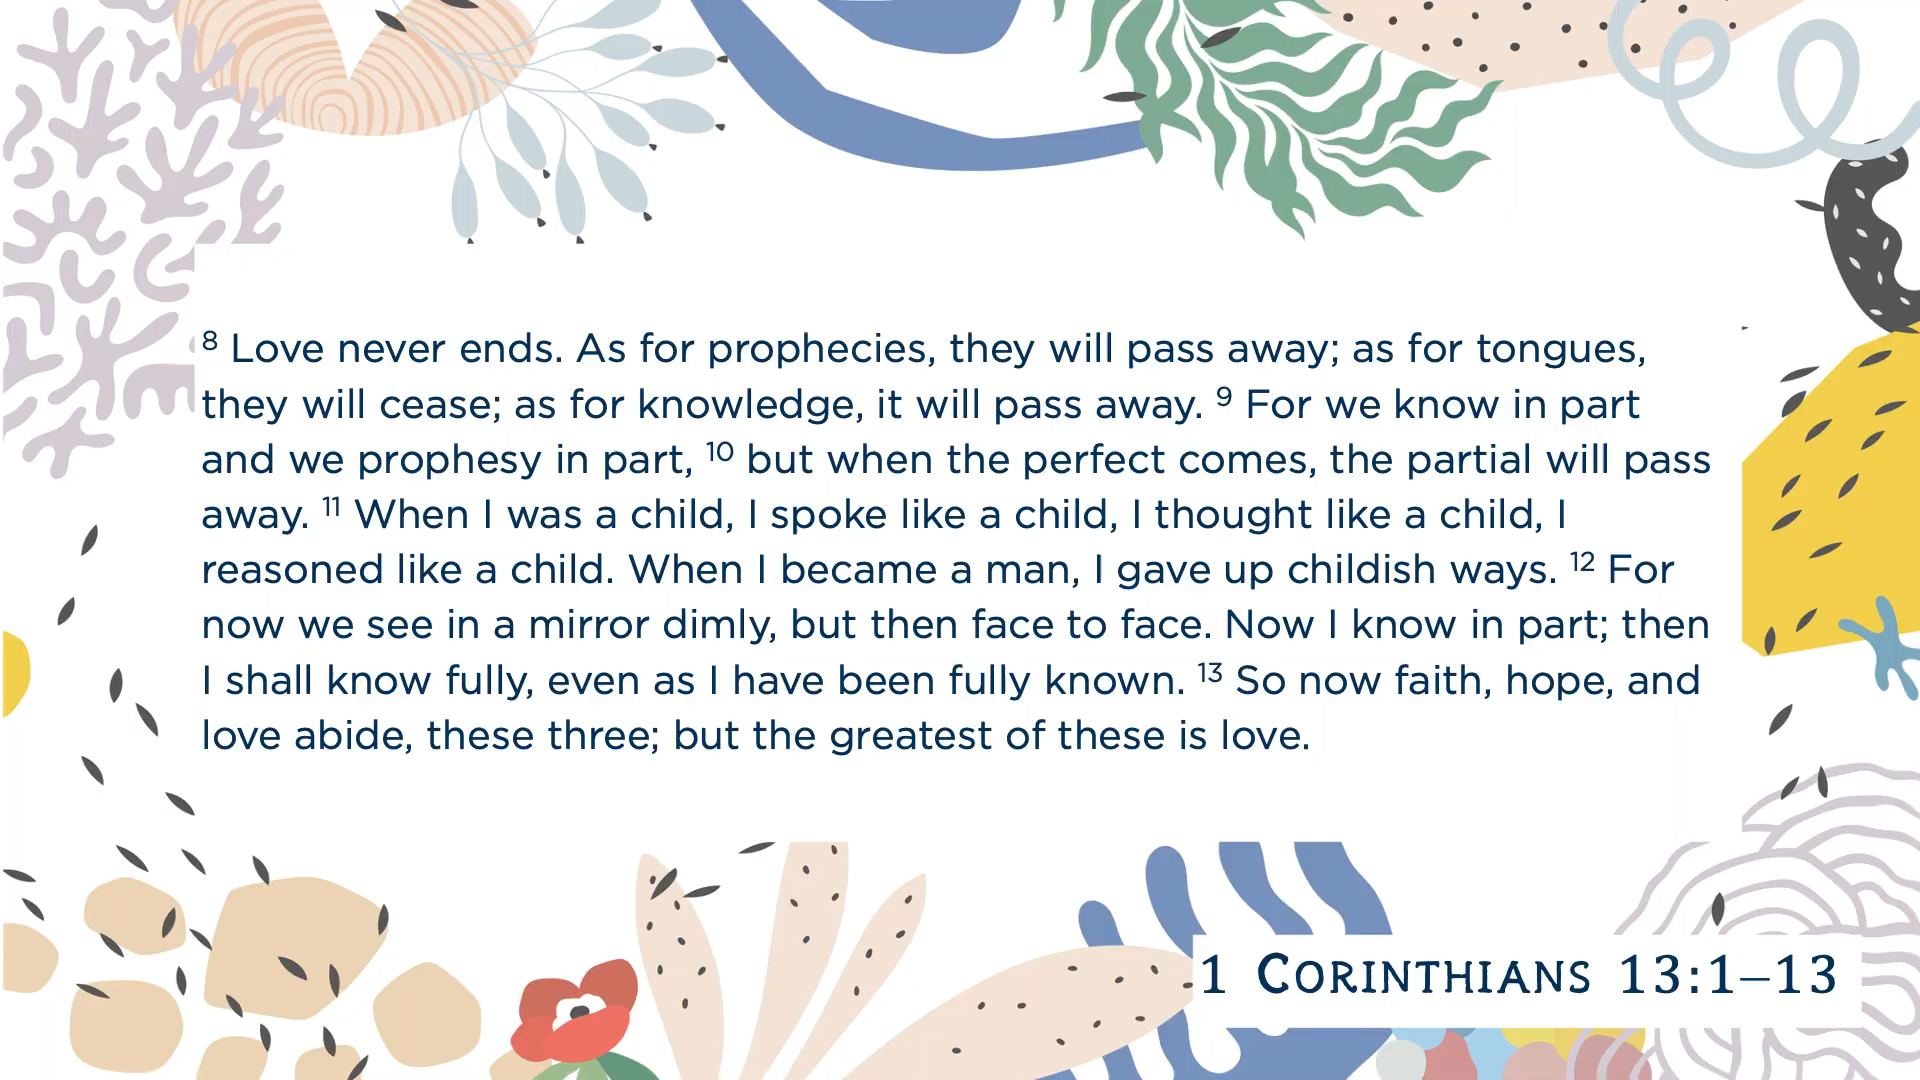 8 Love never ends. As for prophecies, they will pass away; as for tongues,
they will cease; as for knowledge, it will pass away. 9 For we know in part
and we prophesy in part, 10 but when the perfect comes, the partial will pass
away. 11 When I was a child, I spoke like a child, I thought like a child, I
reasoned like a child. When I became a man, I gave up childish ways. 12 For
now we see in a mirror dimly, but then face to face. Now I know in part; then
I shall know fully, even as I have been fully known. 13 So now faith, hope, and
love abide, these three; but the greatest of these is love.
1 Corinthians 13:1–13